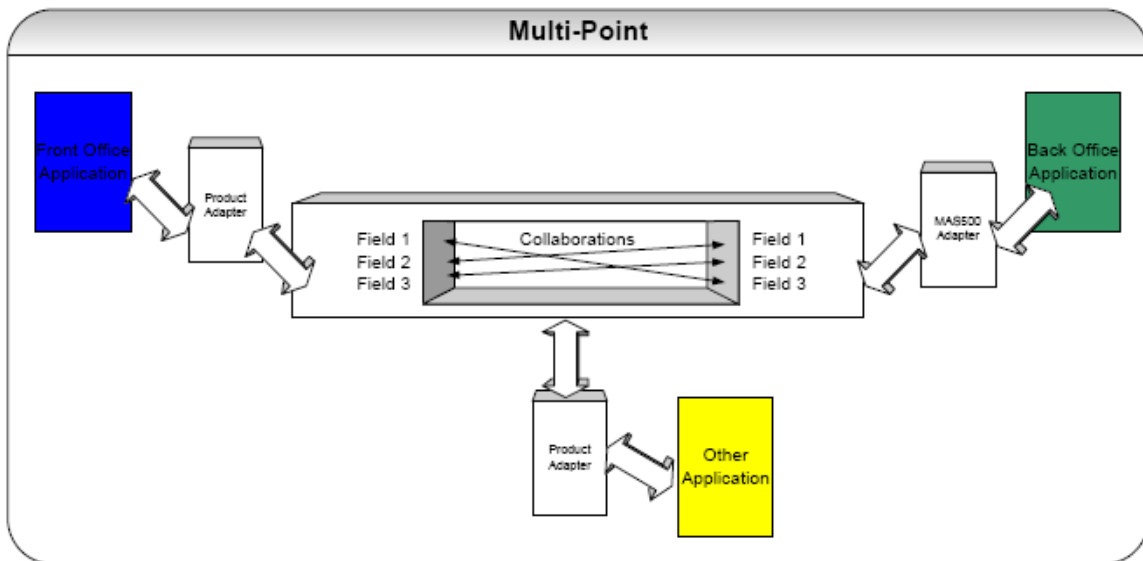 Multi-Point
Front Office
Application
Product
Adapter
Field 1
Field 2
Field 3
Collaborations
Field 1
Field 2
Field 3
MAS500
Adapter
Back Office
Application
Product
Adapter
Other
Application